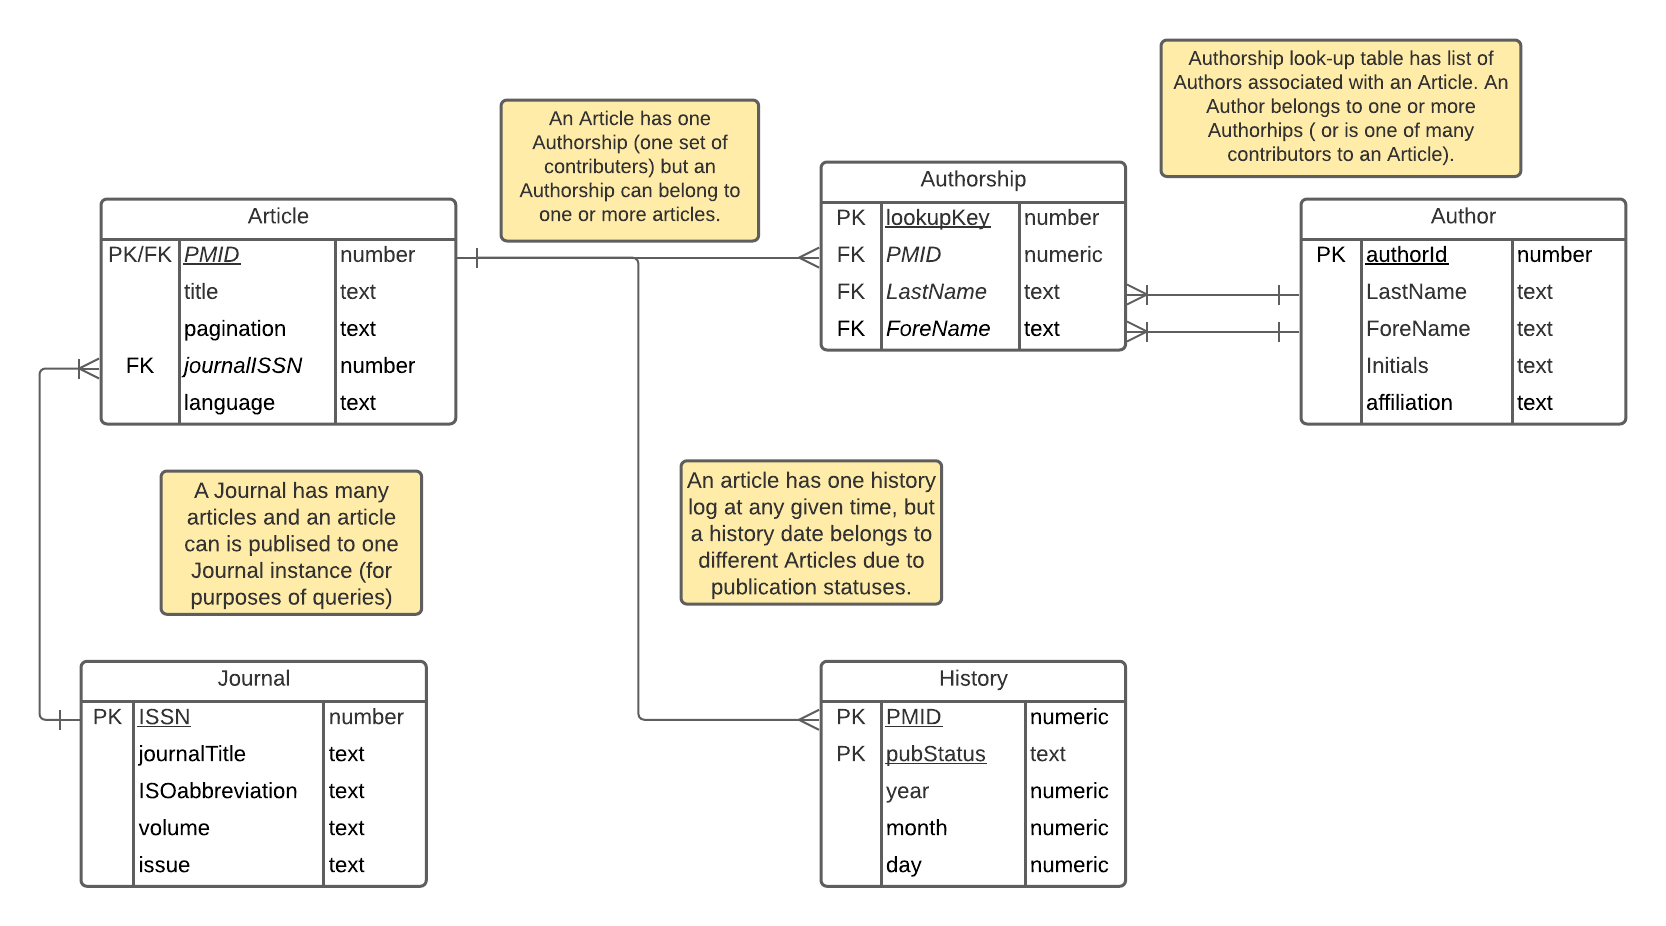 Authorship look-up table has list of
Authors associated with an Article. An
Author belongs to one or more
Authorhips ( or is one of many
contributors to an Article).
An Article has one
Authorship (one set of
contributers) but an
Authorship can belong to
one or more articles.
Article
PK/FK PMID number
title text
pagination text
FK journalISSN number
language text
Authorship
PK lookupKey number
FK PMID numeric
FK LastName text
FK ForeName text
Author
PK authorId number
LastName text
ForeName text
Initials text
affiliation text
A Journal has many
articles and an article
can is publised to one
Journal instance (for
purposes of queries)
An article has one history
log at any given time, but
a history date belongs to
different Articles due to
publication statuses.
Journal
PK ISSN number
journalTitle text
ISOabbreviation text
volume text
issue text
History
PK PMID numeric
PK pubStatus text
year numeric
month numeric
day numeric